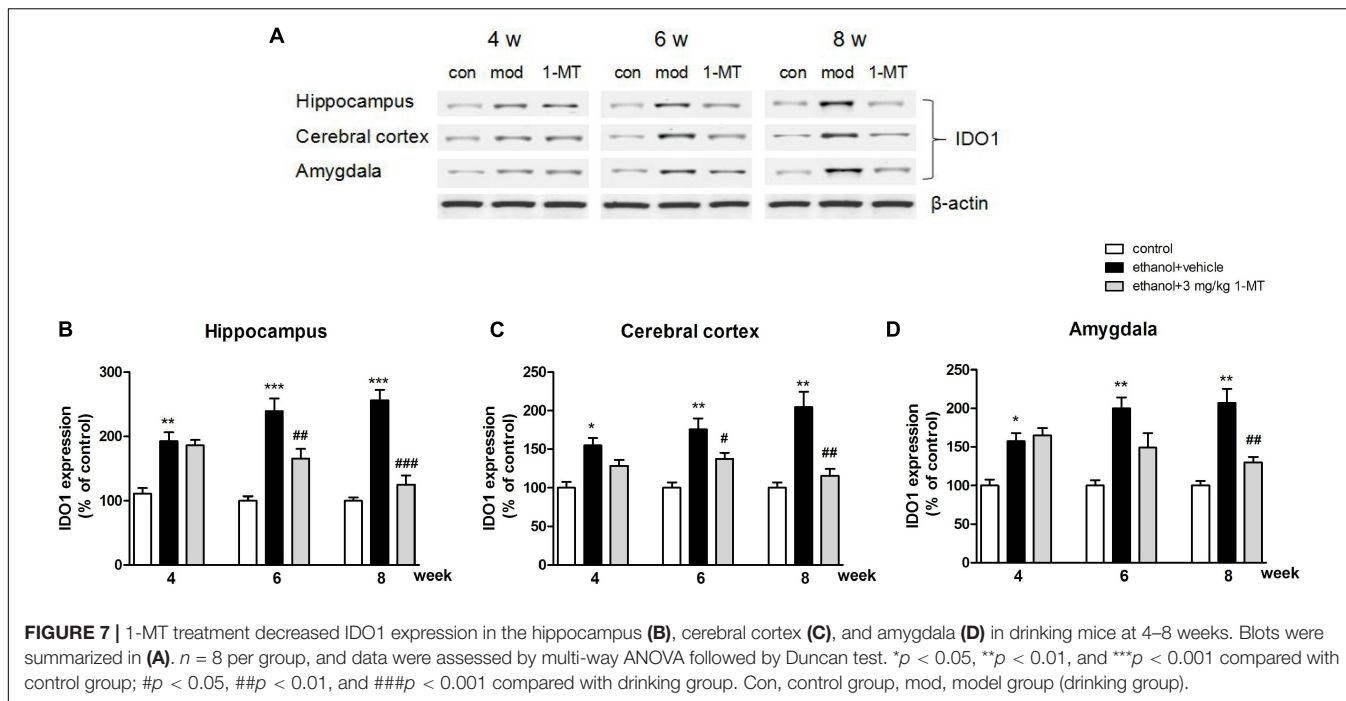 A
4 w 6 w 8 w
con mod 1-MT con mod 1-MT con mod 1-MT
Hippocampus
Cerebral cortex
IDO1
Amygdala
β-actin
control
ethanol+vehicle
ethanol+3 mg/kg 1-MT
B Hippocampus
IDO1 expression
(% of control)
300
200
100
0
** *** ## *** ###
4 6 8 week
C Cerebral cortex
IDO1 expression
(% of control)
250
200
150
100
50
0
* ** # ** ##
4 6 8 week
D Amygdala
IDO1 expression
(% of control)
250
200
150
100
50
0
* ** ** ##
4 6 8 week
FIGURE 7 | 1-MT treatment decreased IDO1 expression in the hippocampus (B), cerebral cortex (C), and amygdala (D) in drinking mice at 4–8 weeks. Blots were
summarized in (A). n = 8 per group, and data were assessed by multi-way ANOVA followed by Duncan test. *p < 0.05, **p < 0.01, and ***p < 0.001 compared with
control group; #p < 0.05, ##p < 0.01, and ###p < 0.001 compared with drinking group. Con, control group, mod, model group (drinking group).